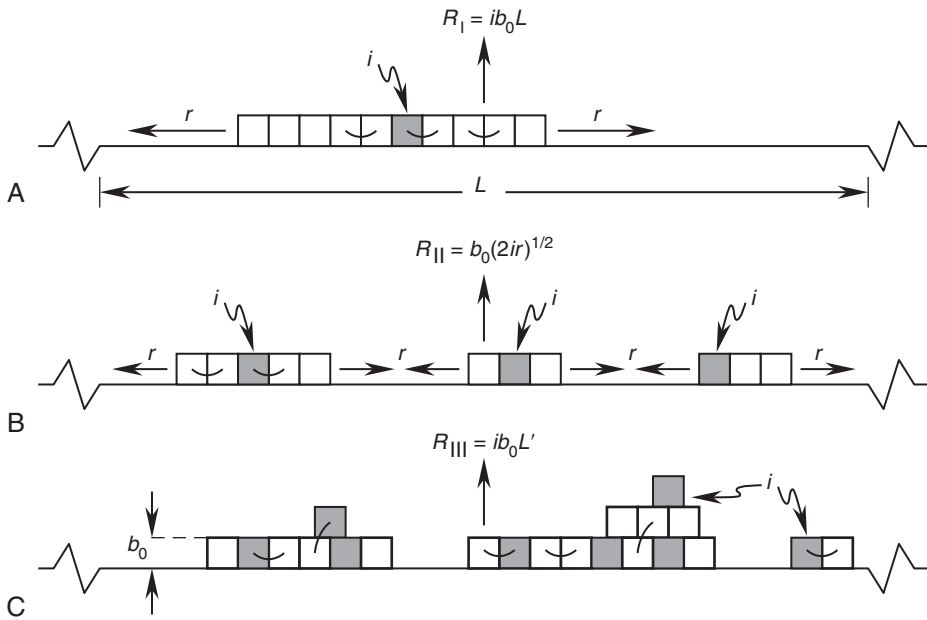 R_I = ib_0L
i
r r
L
A
R_II = b_0(2ir)^1/2
i i i
r r r r
B
R_III = ib_0L′
i
b_0
C